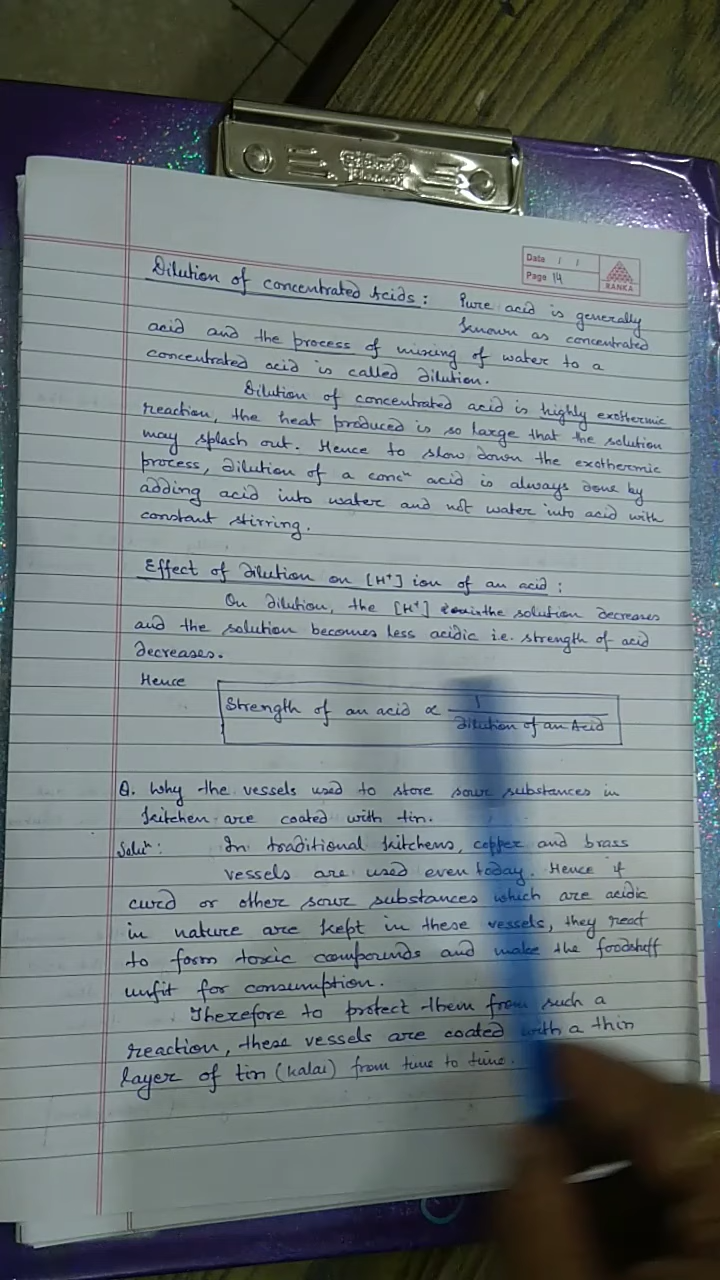 Date / /
Page 14
RANKA
Dilution of concentrated Acids : Pure acid is generally
known as concentrated
acid and the process of mixing of water to a
concentrated acid is called dilution.
Dilution of concentrated acid is highly exothermic
reaction, the heat produced is so large that the solution
may splash out. Hence to slow down the exothermic
process, dilution of a concⁿ acid is always done by
adding acid into water and not water into acid with
constant stirring.
Effect of dilution on [H⁺] ion of an acid :
On dilution, the [H⁺] in the solution decreases
and the solution becomes less acidic i.e. strength of acid
decreases.
Hence
Strength of an acid ∝ 1
dilution of an Acid
Q. Why the vessels used to store sour substances in
kitchen are coated with tin.
Soluⁿ: In traditional kitchens, copper and brass
vessels are used even today. Hence if
curd or other sour substances which are acidic
in nature are kept in these vessels, they react
to form toxic compounds and make the foodstuff
unfit for consumption.
Therefore to protect them from such a
reaction, these vessels are coated with a thin
layer of tin (kalai) from time to time.